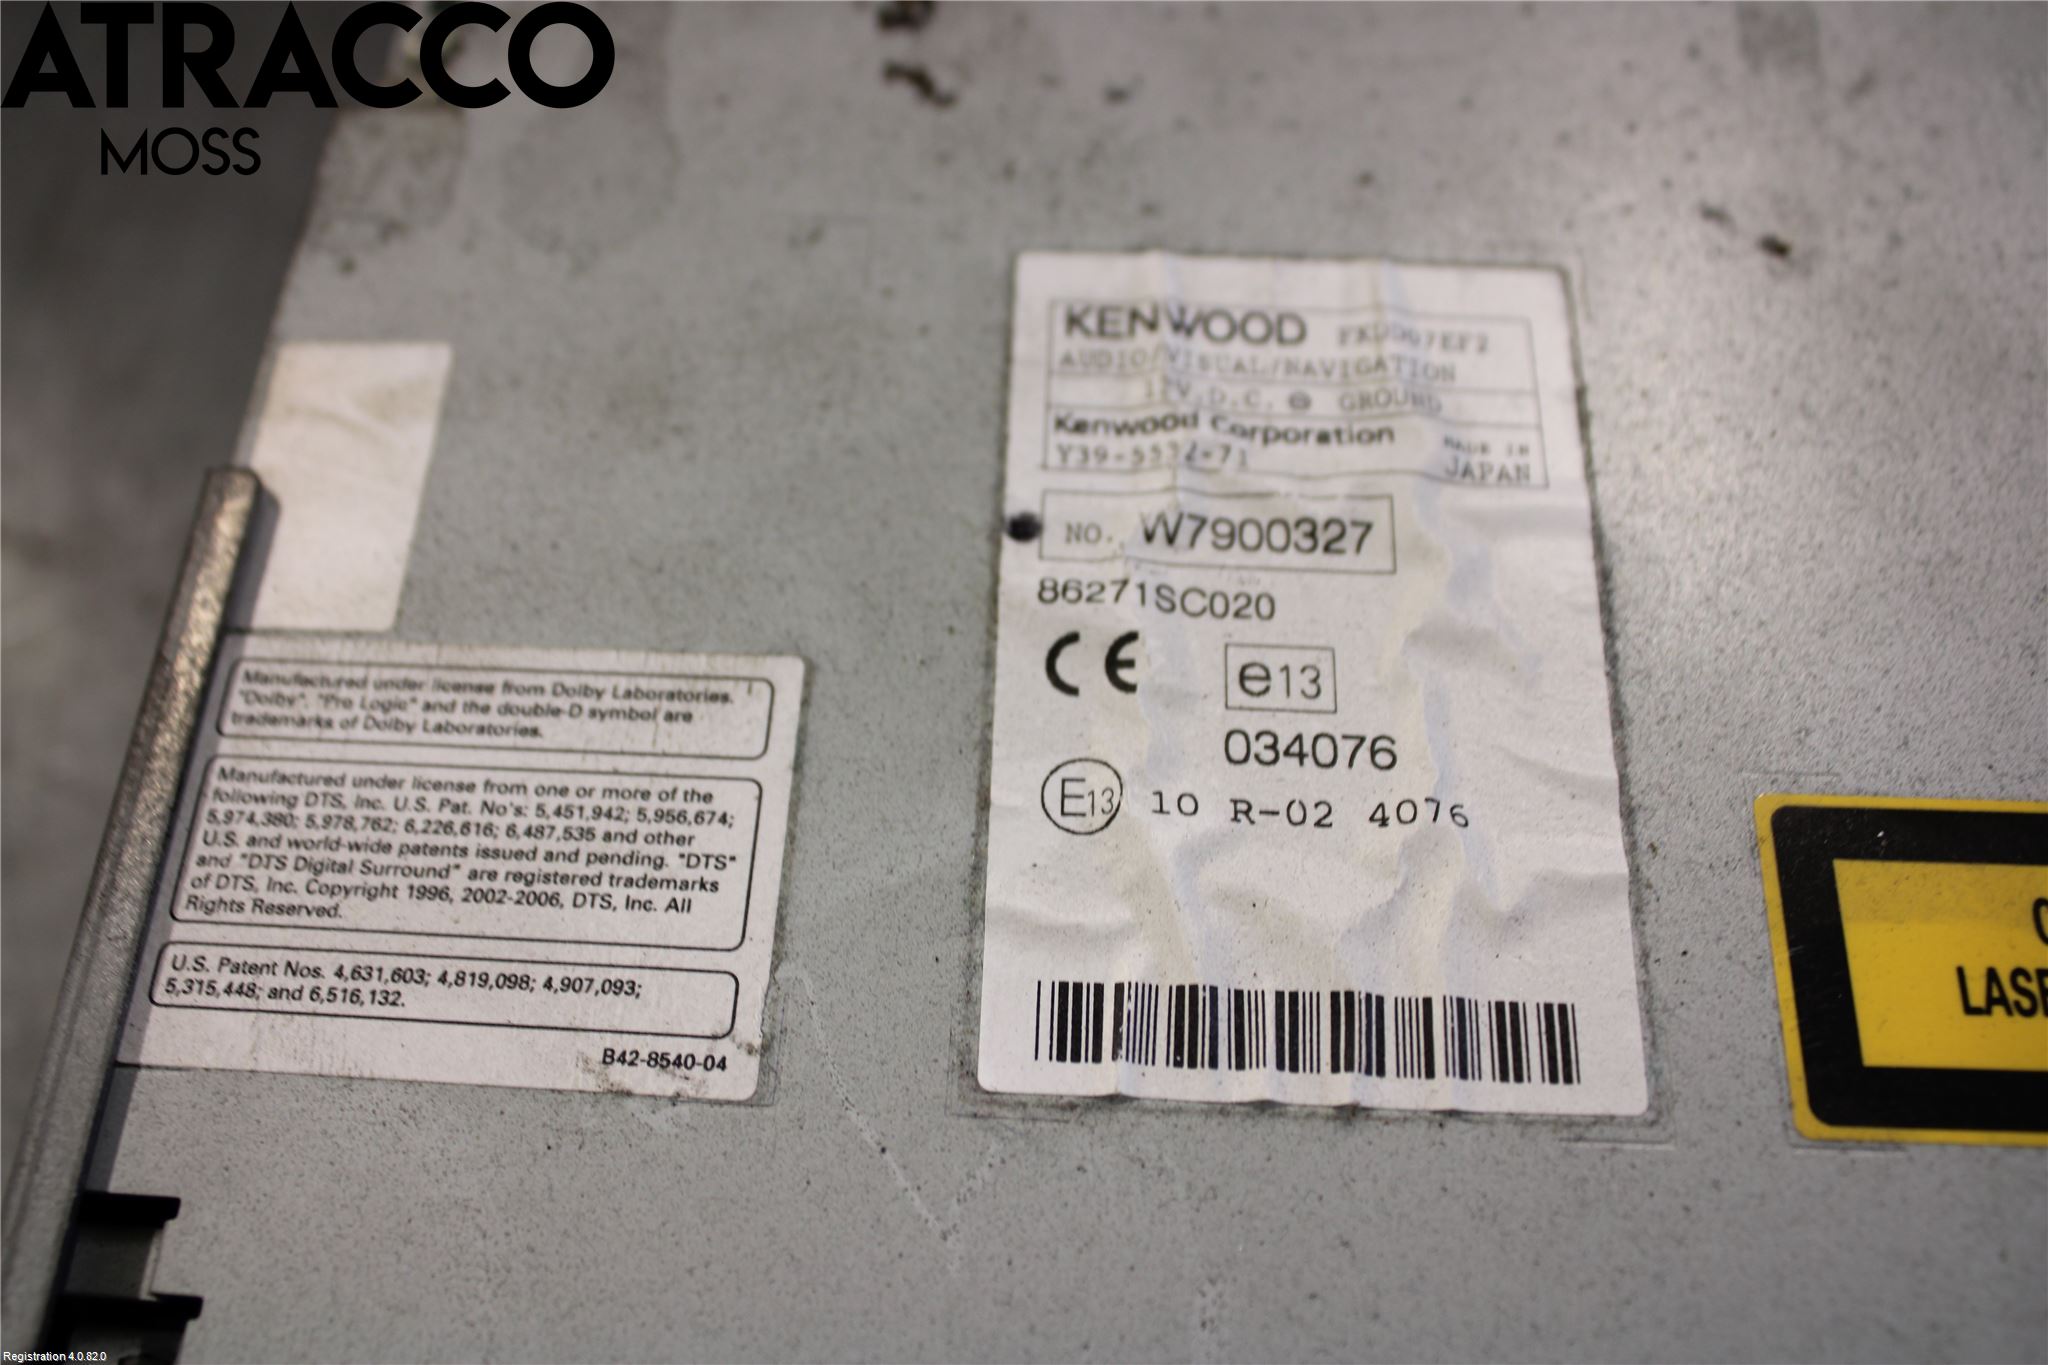 ATRACCO
MOSS
KENWOOD
AUDIO/VISUAL/NAVIGATION
12V.D.C. ⊖ GROUND
Kenwood Corporation
Y39-5532-71
MADE IN
JAPAN
NO. W7900327
86271SC020
CE e13
034076
E13 10 R-02 4076
Manufactured under license from Dolby Laboratories.
"Dolby", "Pro Logic" and the double-D symbol are
trademarks of Dolby Laboratories.
Manufactured under license from one or more of the
following DTS, Inc. U.S. Pat. No's: 5,451,942; 5,956,674;
5,974,380; 5,978,762; 6,226,616; 6,487,535 and other
U.S. and world-wide patents issued and pending. "DTS"
and "DTS Digital Surround" are registered trademarks
of DTS, Inc. Copyright 1996, 2002-2006, DTS, Inc. All
Rights Reserved.
U.S. Patent Nos. 4,631,603; 4,819,098; 4,907,093;
5,315,448; and 6,516,132.
B42-8540-04
Registration 4.0.82.0